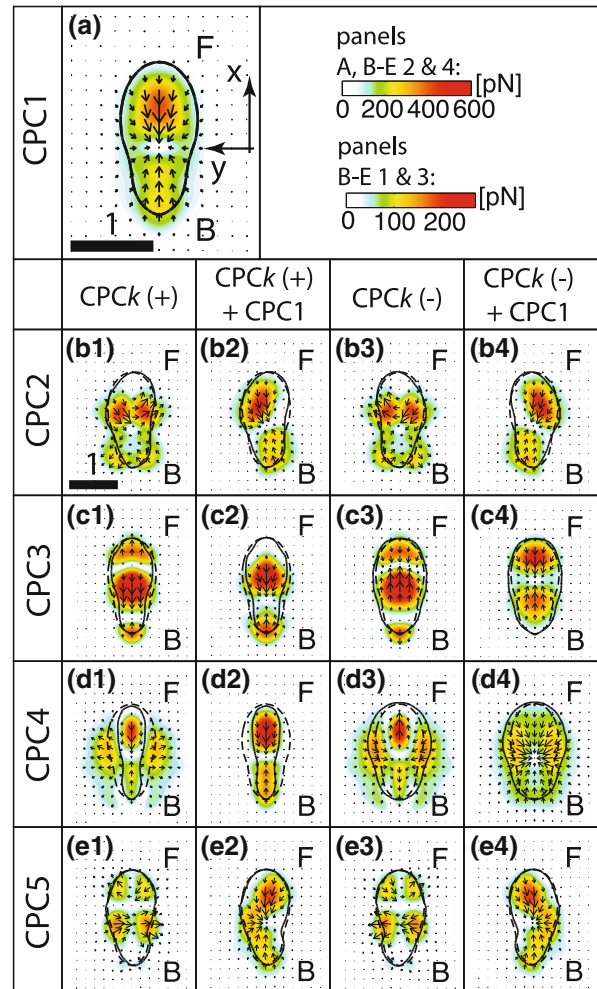 (a)
F
x
y
B
1
CPC1
panels
A, B-E 2 & 4:
[pN]
0 200 400 600
panels
B-E 1 & 3:
[pN]
0 100 200
CPCk (+)
CPCk (+)
+ CPC1
CPCk (-)
CPCk (-)
+ CPC1
CPC2
(b1) F B 1
(b2) F B
(b3) F B
(b4) F B
CPC3
(c1) F B
(c2) F B
(c3) F B
(c4) F B
CPC4
(d1) F B
(d2) F B
(d3) F B
(d4) F B
CPC5
(e1) F B
(e2) F B
(e3) F B
(e4) F B